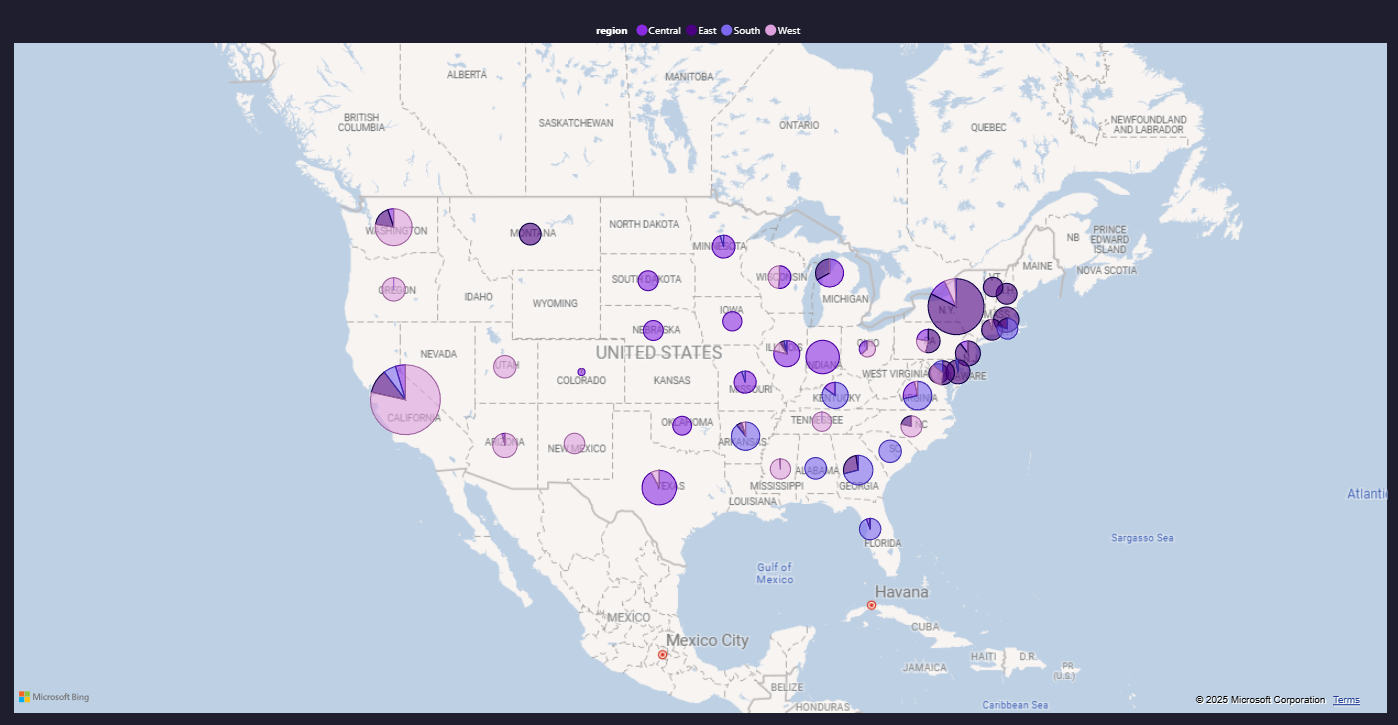 region Central East South West
ALBERTA
MANITOBA
BRITISH
COLUMBIA
SASKATCHEWAN
ONTARIO
QUEBEC
NEWFOUNDLAND
AND LABRADOR
WASHINGTON
MONTANA
NORTH DAKOTA
MINNESOTA
NB
PRINCE
EDWARD
ISLAND
MAINE
NOVA SCOTIA
OREGON
IDAHO
SOUTH DAKOTA
WISCONSIN
VT
WYOMING
MICHIGAN
N.Y.
IOWA
NEBRASKA
NEVADA
UNITED STATES
ILLINOIS
INDIANA
OHIO
PA
UTAH
COLORADO
KANSAS
MISSOURI
WEST VIRGINIA
KENTUCKY
VIRGINIA
CALIFORNIA
OKLAHOMA
TENNESSEE
NC
ARIZONA
NEW MEXICO
ARKANSAS
SC
TEXAS
MISSISSIPPI
ALABAMA
GEORGIA
LOUISIANA
Atlanti
FLORIDA
Sargasso Sea
Gulf of
Mexico
Havana
MEXICO
CUBA
Mexico City
HAITI
D.R.
PR
(U.S.)
JAMAICA
BELIZE
HONDURAS
Caribbean Sea
Microsoft Bing
© 2025 Microsoft Corporation Terms